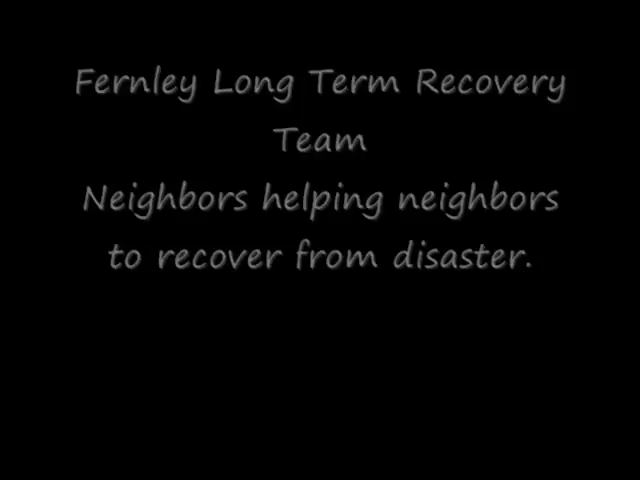 Fernley Long Term Recovery
Team
Neighbors helping neighbors
to recover from disaster.